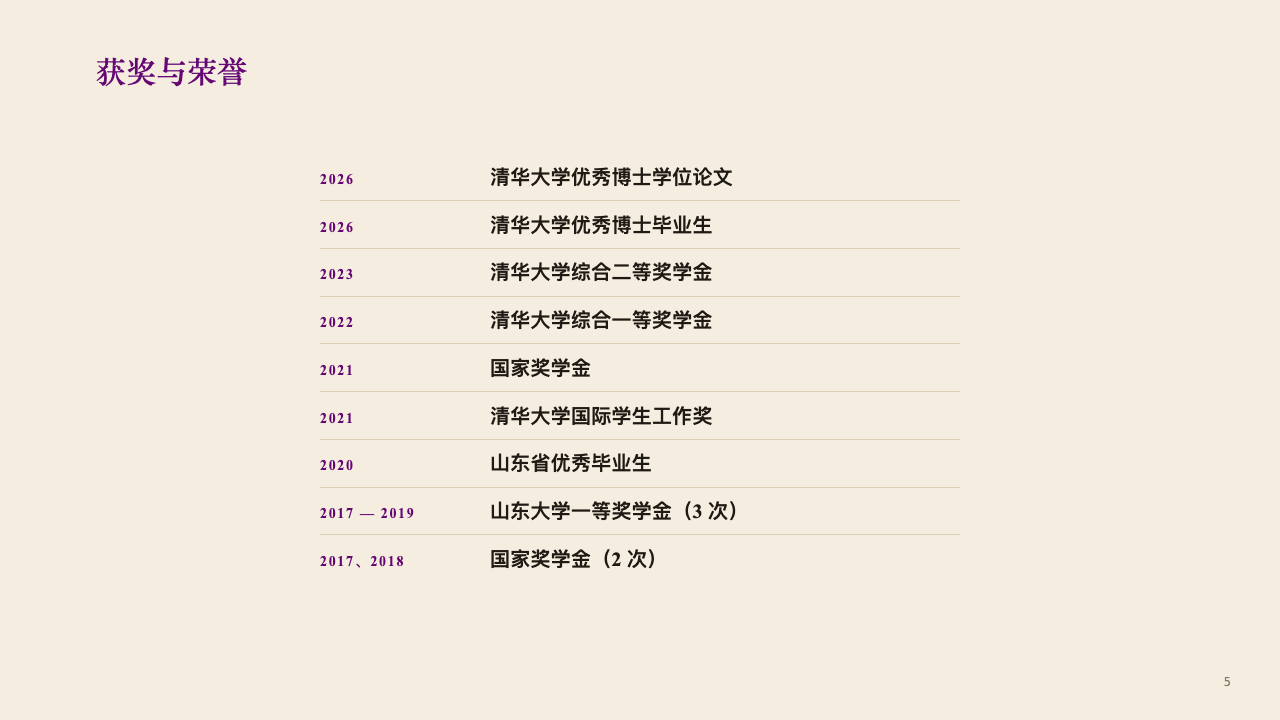 获奖与荣誉
2026 清华大学优秀博士学位论文
2026 清华大学优秀博士毕业生
2023 清华大学综合二等奖学金
2022 清华大学综合一等奖学金
2021 国家奖学金
2021 清华大学国际学生工作奖
2020 山东省优秀毕业生
2017 — 2019 山东大学一等奖学金（3 次）
2017、2018 国家奖学金（2 次）
5